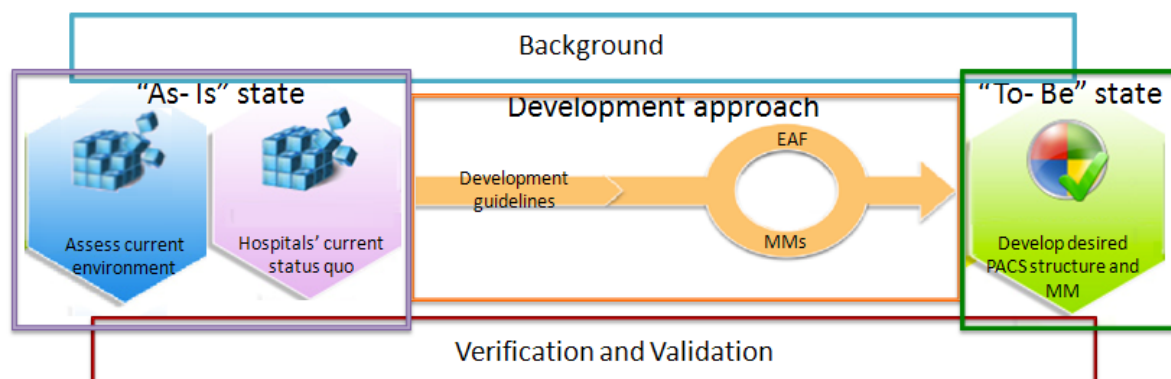 Background
“As- Is” state
Assess current
environment
Hospitals’ current
status quo
Development approach
Development
guidelines
EAF
MMs
“To- Be” state
Develop desired
PACS structure and
MM
Verification and Validation